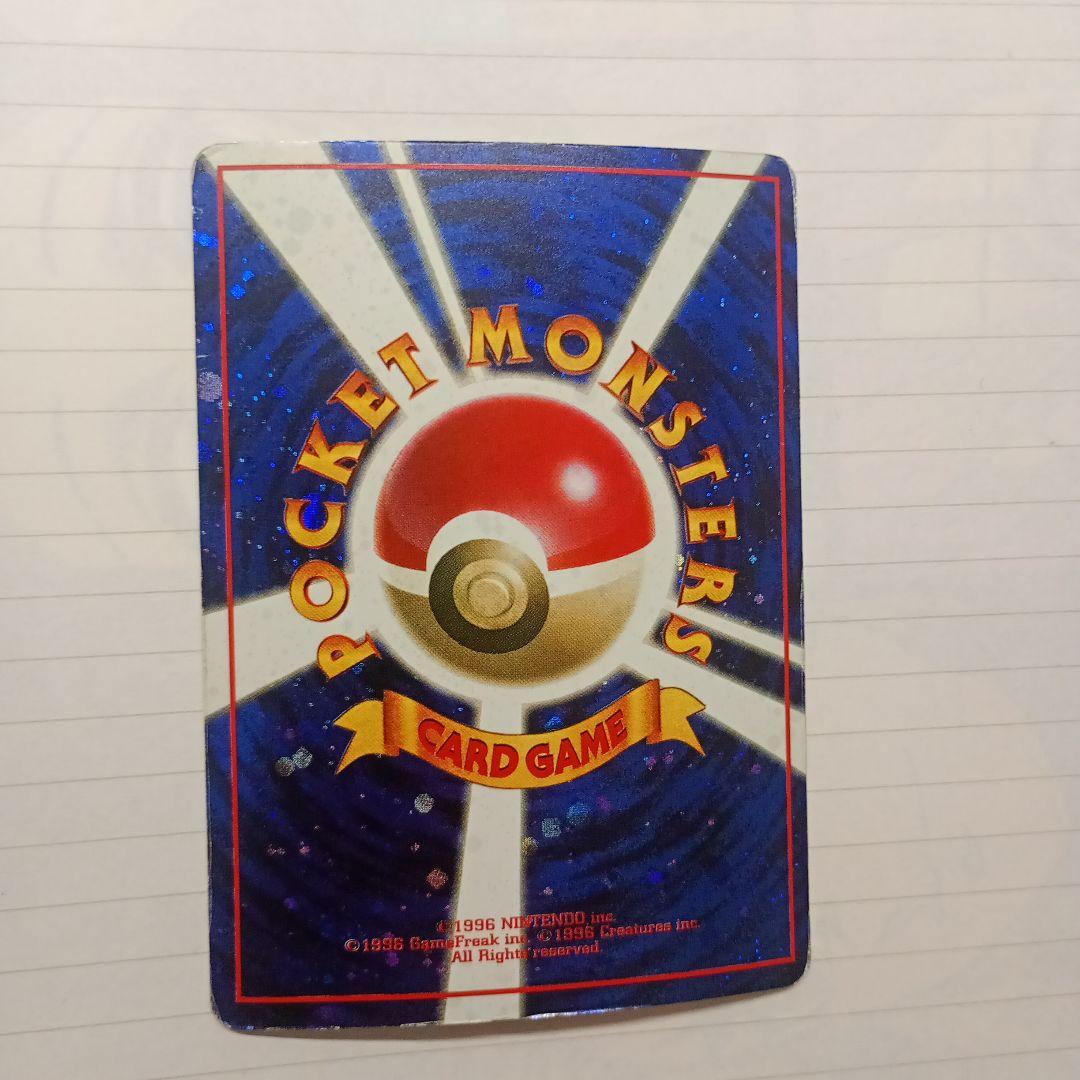 POCKET MONSTERS
CARD GAME
©1996 NINTENDO inc.
©1996 GameFreak inc. ©1996 Creatures inc.
All Rights reserved.